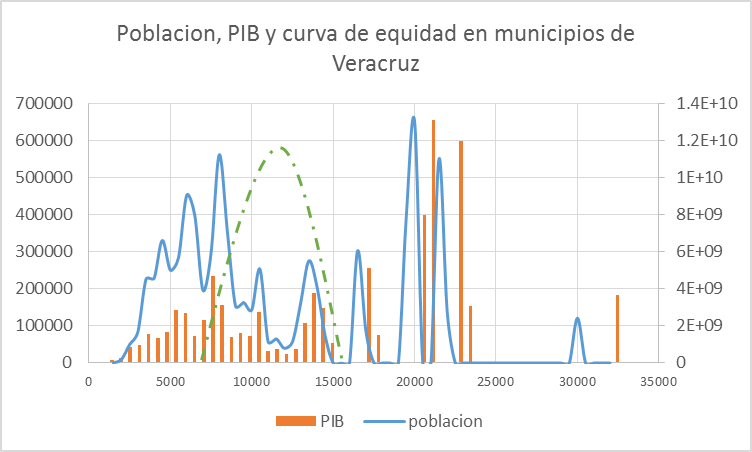 Poblacion, PIB y curva de equidad en municipios de
Veracruz
700000
600000
500000
400000
300000
200000
100000
0
1.4E+10
1.2E+10
1E+10
8E+09
6E+09
4E+09
2E+09
0
0 5000 10000 15000 20000 25000 30000 35000
PIB poblacion